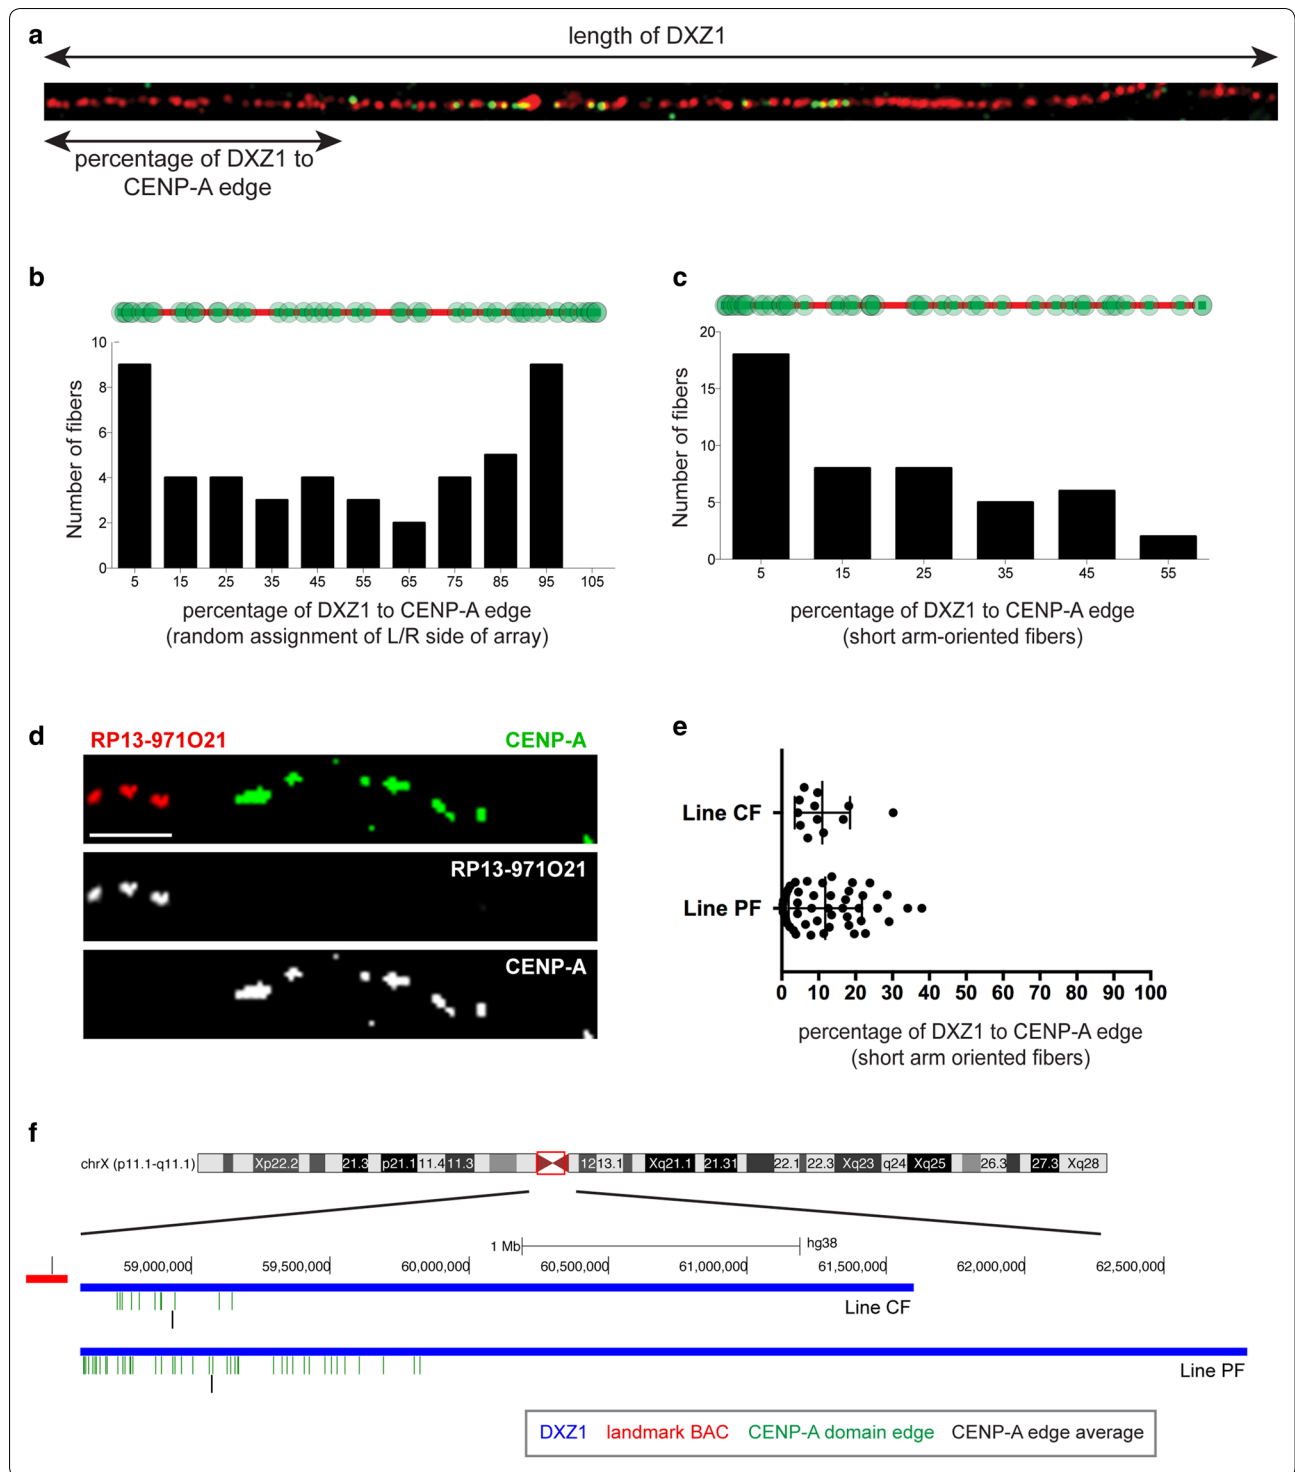 a
length of DXZ1
percentage of DXZ1 to
CENP-A edge
b
10
8
6
4
2
0
Number of fibers
5 15 25 35 45 55 65 75 85 95 105
percentage of DXZ1 to CENP-A edge
(random assignment of L/R side of array)
c
20
15
10
5
0
Number of fibers
5 15 25 35 45 55
percentage of DXZ1 to CENP-A edge
(short arm-oriented fibers)
d
RP13-971O21 CENP-A
RP13-971O21
CENP-A
e
Line CF
Line PF
0 10 20 30 40 50 60 70 80 90 100
percentage of DXZ1 to CENP-A edge
(short arm oriented fibers)
f
chrX (p11.1-q11.1) Xp22.2 21.3 p21.1 11.4 11.3 12 13.1 Xq21.1 21.31 22.1 22.3 Xq23 q24 Xq25 26.3 27.3 Xq28
1 Mb hg38
59,000,000 59,500,000 60,000,000 60,500,000 61,000,000 61,500,000 62,000,000 62,500,000
Line CF
Line PF
DXZ1 landmark BAC CENP-A domain edge CENP-A edge average